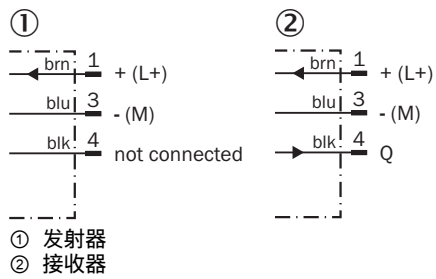 ①
brn 1 + (L+)
blu 3 - (M)
blk 4 not connected
②
brn 1 + (L+)
blu 3 - (M)
blk 4 Q
① 发射器
② 接收器